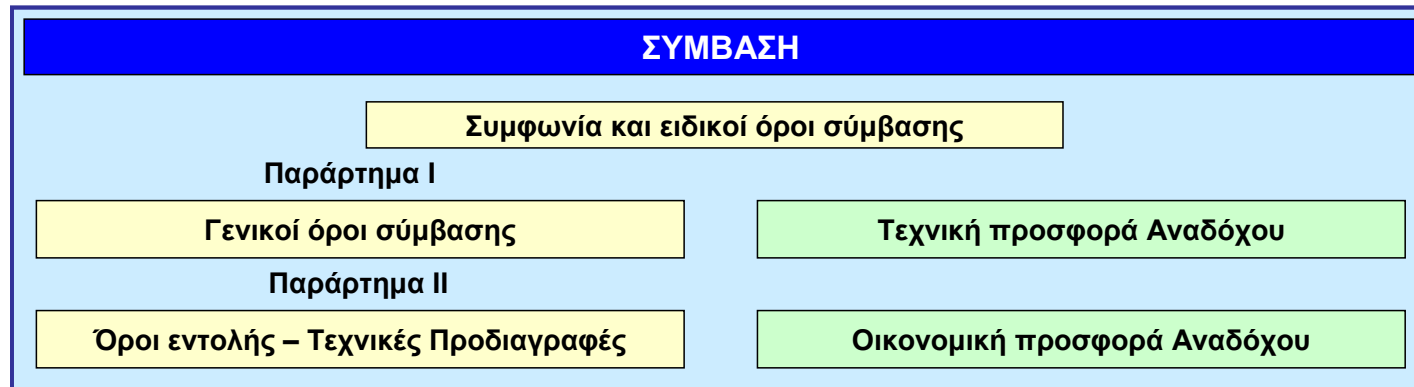 ΣΥΜΒΑΣΗ
Συμφωνία και ειδικοί όροι σύμβασης
Παράρτημα Ι
Γενικοί όροι σύμβασης
Τεχνική προσφορά Αναδόχου
Παράρτημα ΙΙ
Όροι εντολής – Τεχνικές Προδιαγραφές
Οικονομική προσφορά Αναδόχου